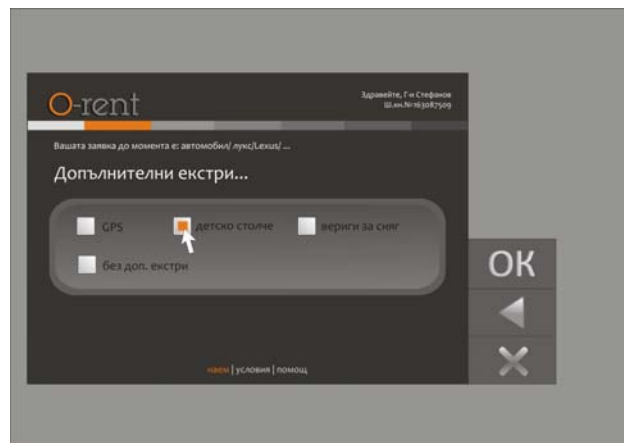 O-rent
Здравейте, Г-н Стефанов
Ш.кн.№163087509
Вашата заявка до момента е: автомобил/ лукс/Lexus/ ...
Допълнителни екстри...
GPS
детско столче
вериги за сняг
без доп. екстри
OK
наем | условия | помощ